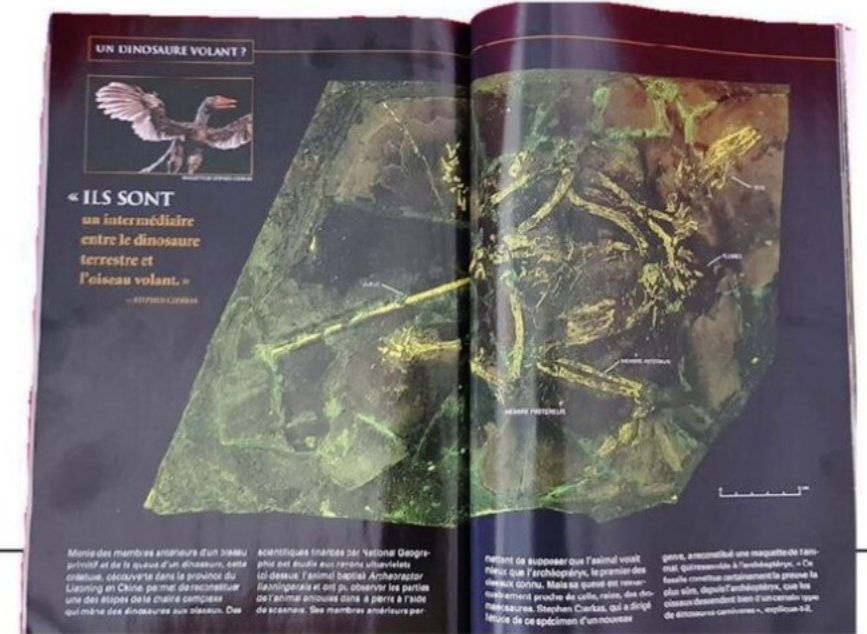 UN DINOSAURE VOLANT ?
MAQUETTE DE STEPHEN CZERKAS
« ILS SONT
un intermédiaire
entre le dinosaure
terrestre et
l'oiseau volant. »
— STEPHEN CZERKAS
PLUMES
MEMBRE ANTÉRIEUR
MEMBRE POSTÉRIEUR
Munie des membres antérieurs d'un oiseau
primitif et de la queue d'un dinosaure, cette
créature, découverte dans la province du
Liaoning en Chine, permet de reconstituer
une des étapes de la chaîne complexe
qui mène des dinosaures aux oiseaux. Des
scientifiques financés par National Geogra-
phic ont étudié aux rayons ultraviolets
(ci-dessus) l'animal baptisé Archeoraptor
liaoningensis et ont pu observer les parties
de l'animal enfouies dans la pierre à l'aide
de scanners. Ses membres antérieurs per-
mettent de supposer que l'animal volait
mieux que l'archéoptéryx, le premier des
oiseaux connu. Mais sa queue est remar-
quablement proche de celle, raide, des dro-
maeosaures. Stephen Czerkas, qui a dirigé
l'étude de ce spécimen d'un nouveau
genre, a reconstitué une maquette de l'ani-
mal, qui ressemble à l'archéoptéryx. « Ce
fossile constitue certainement la preuve la
plus sûre, depuis l'archéoptéryx, que les
oiseaux descendent bien d'un certain type
de dinosaures carnivores », explique-t-il.